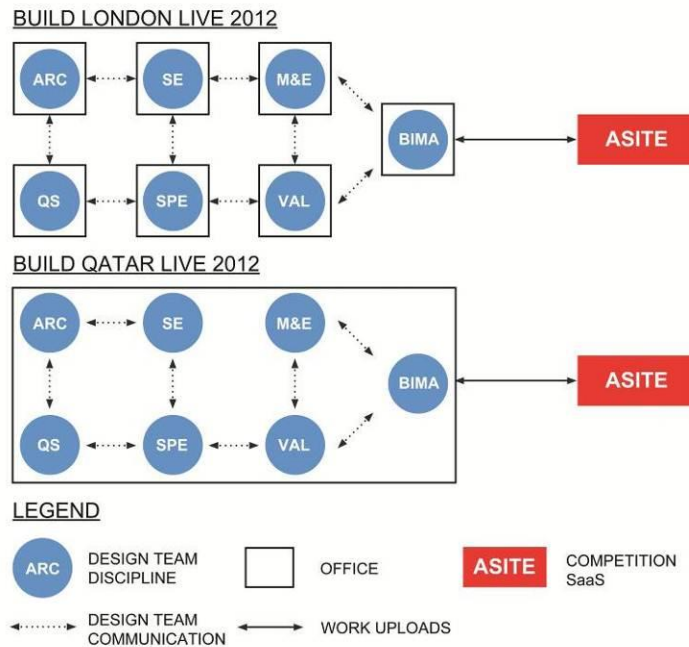 BUILD LONDON LIVE 2012
ARC SE M&E
BIMA ASITE
QS SPE VAL
BUILD QATAR LIVE 2012
ARC SE M&E
BIMA ASITE
QS SPE VAL
LEGEND
ARC DESIGN TEAM
DISCIPLINE
OFFICE
ASITE COMPETITION
SaaS
DESIGN TEAM
COMMUNICATION
WORK UPLOADS